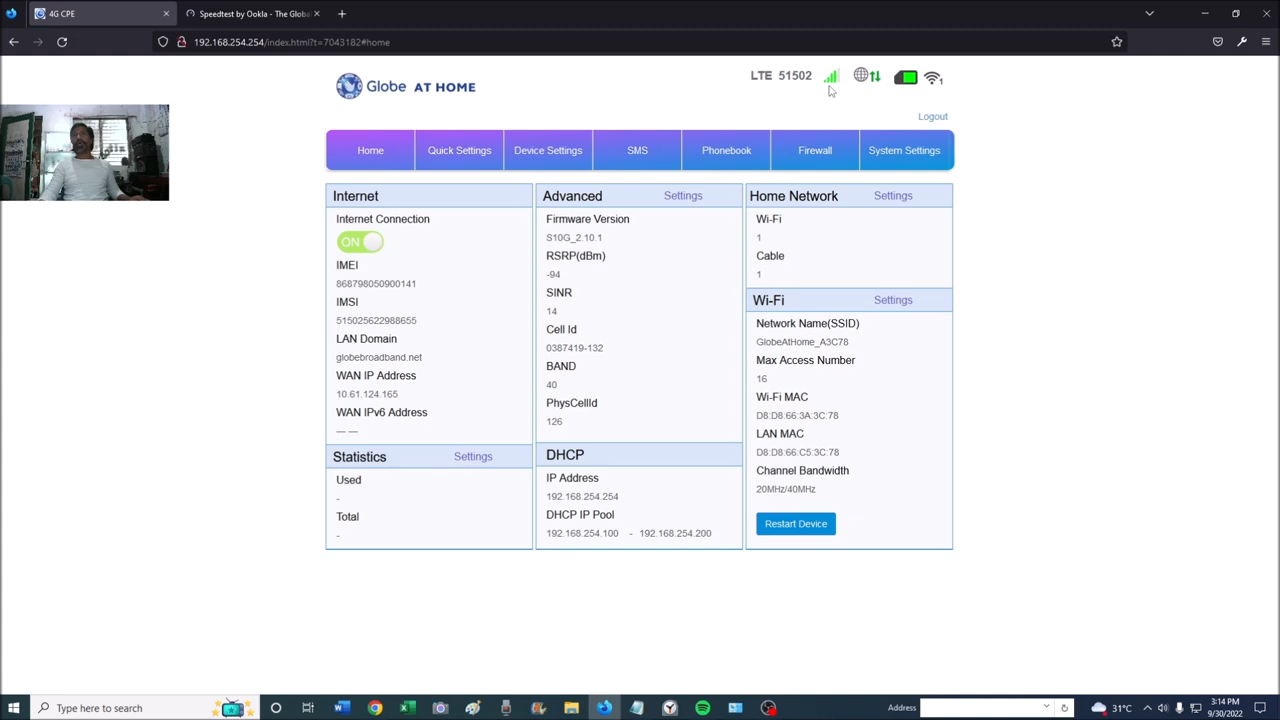 4G CPE
Speedtest by Ookla - The Global
192.168.254.254/index.html?t=7043182#home
Globe AT HOME
LTE 51502
1
Logout
Home
Quick Settings
Device Settings
SMS
Phonebook
Firewall
System Settings
Internet
Internet Connection
ON
IMEI
868798050900141
IMSI
515025622988655
LAN Domain
globebroadband.net
WAN IP Address
10.61.124.165
WAN IPv6 Address
— —
Statistics Settings
Used
-
Total
-
Advanced Settings
Firmware Version
S10G_2.10.1
RSRP(dBm)
-94
SINR
14
Cell Id
0387419-132
BAND
40
PhysCellId
126
DHCP
IP Address
192.168.254.254
DHCP IP Pool
192.168.254.100 - 192.168.254.200
Home Network Settings
Wi-Fi
1
Cable
1
Wi-Fi Settings
Network Name(SSID)
GlobeAtHome_A3C78
Max Access Number
16
Wi-Fi MAC
D8:D8:66:3A:3C:78
LAN MAC
D8:D8:66:C5:3C:78
Channel Bandwidth
20MHz/40MHz
Restart Device
Type here to search
Address
31°C
3:14 PM
9/30/2022